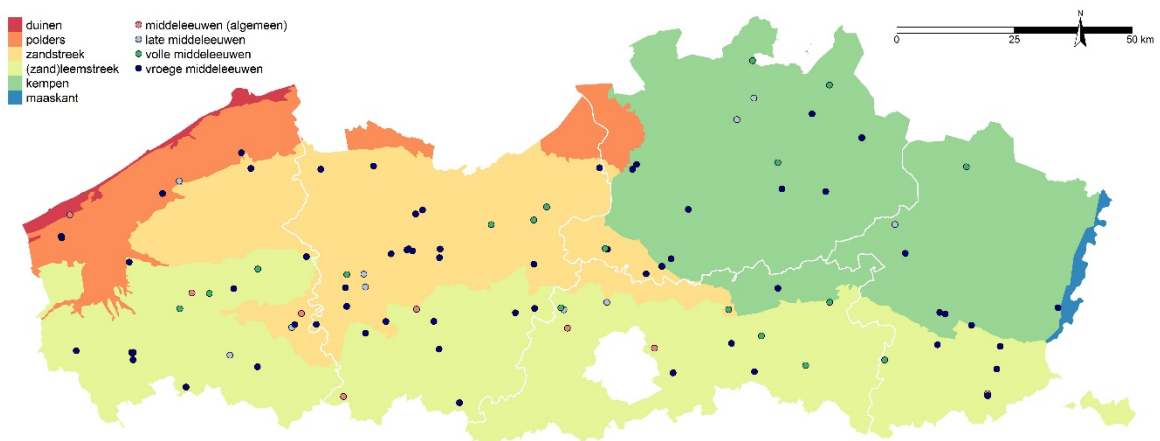 duinen
polders
zandstreek
(zand)leemstreek
kempen
maaskant
middeleeuwen (algemeen)
late middeleeuwen
volle middeleeuwen
vroege middeleeuwen
N
0 25 50 km